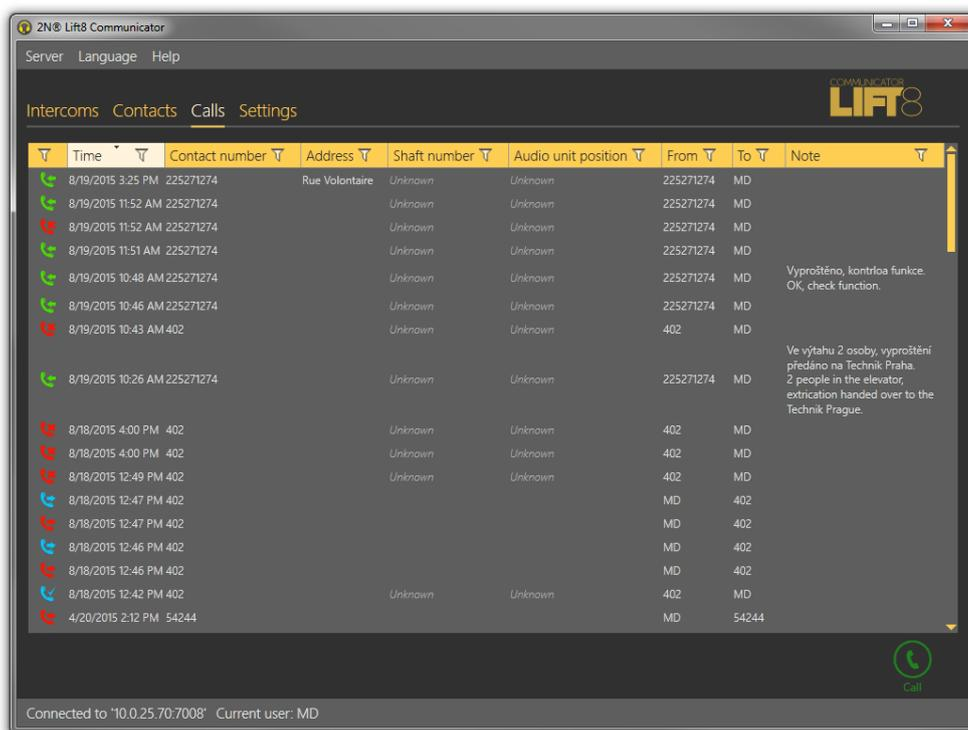 2N® Lift8 Communicator
Server Language Help
COMMUNICATOR
LIFT8
Intercoms Contacts Calls Settings
Time Contact number Address Shaft number Audio unit position From To Note
8/19/2015 3:25 PM 225271274 Rue Volontaire Unknown Unknown 225271274 MD
8/19/2015 11:52 AM 225271274 Unknown Unknown 225271274 MD
8/19/2015 11:52 AM 225271274 Unknown Unknown 225271274 MD
8/19/2015 11:51 AM 225271274 Unknown Unknown 225271274 MD
8/19/2015 10:48 AM 225271274 Unknown Unknown 225271274 MD
Vyproštěno, kontrloa funkce.
OK, check function.
8/19/2015 10:46 AM 225271274 Unknown Unknown 225271274 MD
8/19/2015 10:43 AM 402 Unknown Unknown 402 MD
8/19/2015 10:26 AM 225271274 Unknown Unknown 225271274 MD
Ve výtahu 2 osoby, vyproštění
předáno na Technik Praha.
2 people in the elevator,
extrication handed over to the
Technik Prague.
8/18/2015 4:00 PM 402 Unknown Unknown 402 MD
8/18/2015 4:00 PM 402 Unknown Unknown 402 MD
8/18/2015 12:49 PM 402 Unknown Unknown 402 MD
8/18/2015 12:47 PM 402 MD 402
8/18/2015 12:47 PM 402 MD 402
8/18/2015 12:46 PM 402 MD 402
8/18/2015 12:46 PM 402 MD 402
8/18/2015 12:42 PM 402 Unknown Unknown 402 MD
4/20/2015 2:12 PM 54244 MD 54244
Call
Connected to '10.0.25.70:7008' Current user: MD